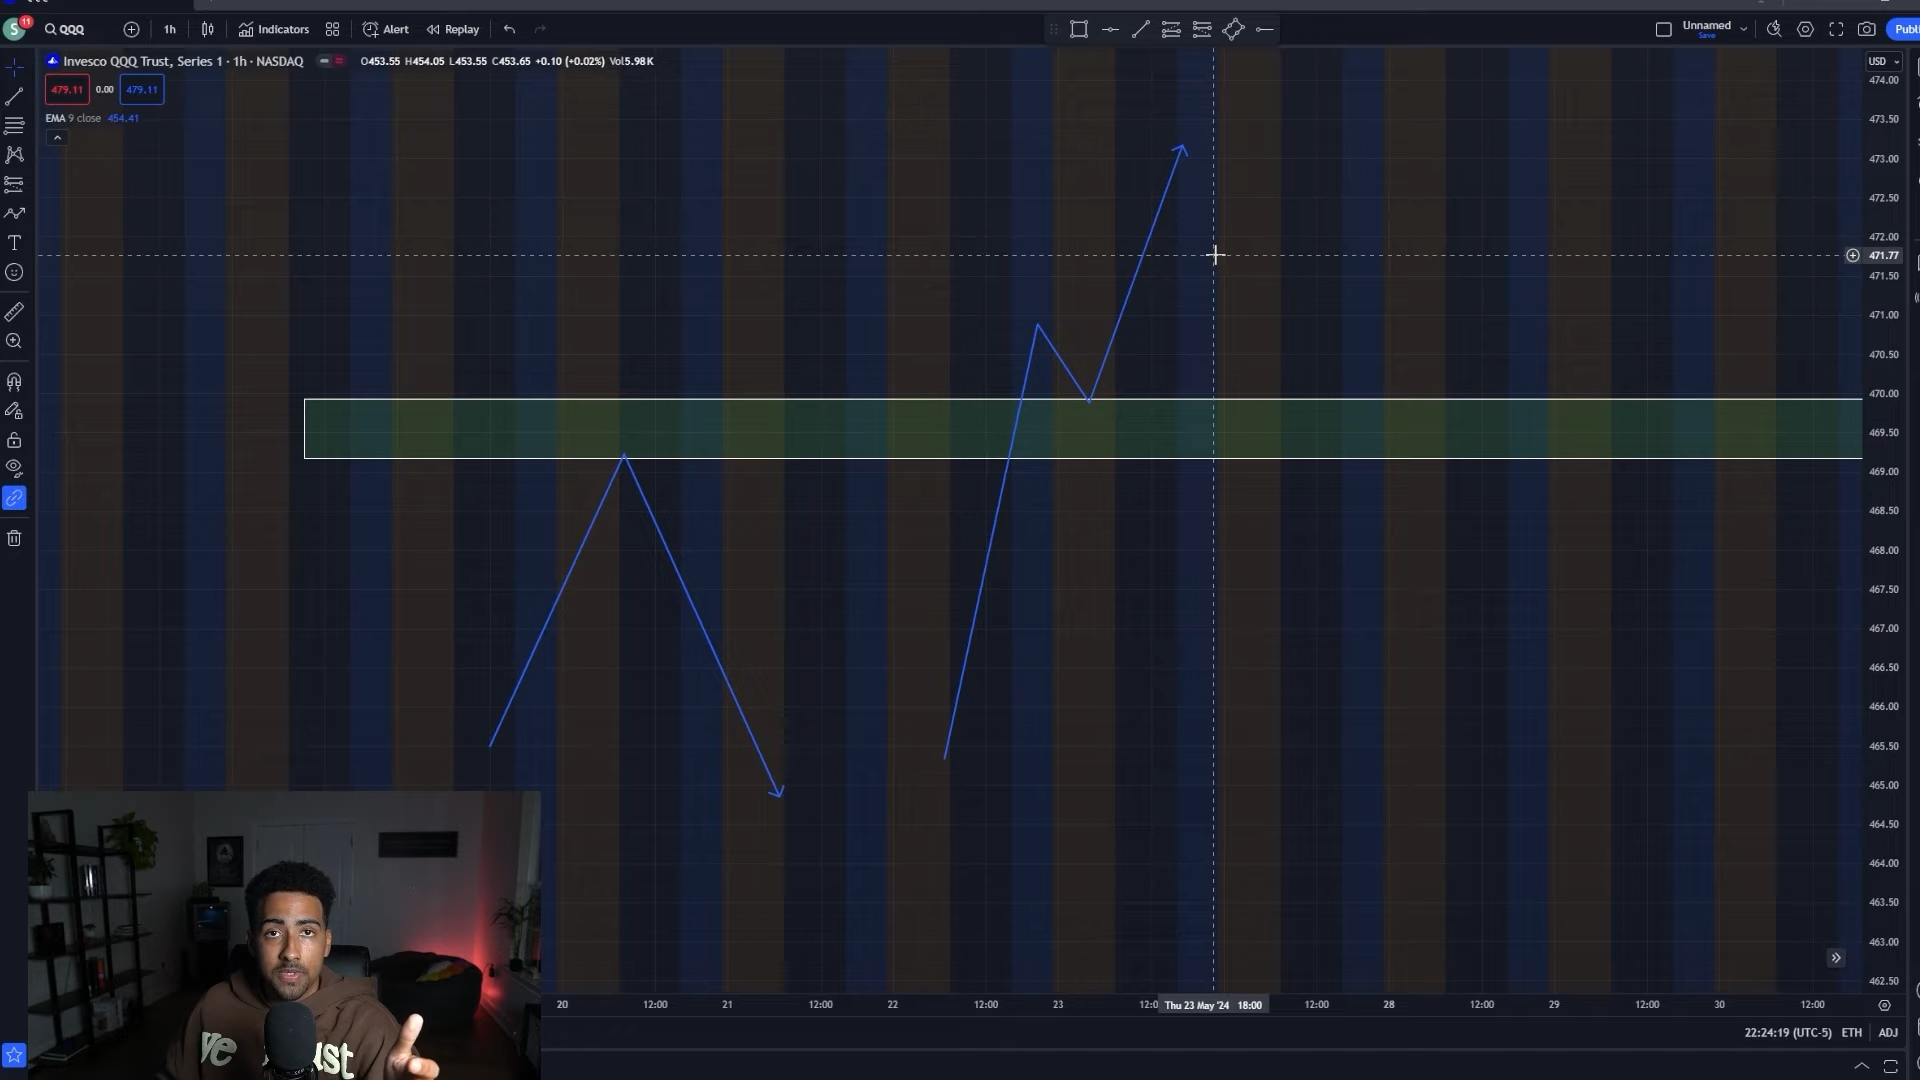 S 11 QQQ 1h Indicators Alert Replay Unnamed
Save
Publ
Invesco QQQ Trust, Series 1 · 1h · NASDAQ O453.55 H454.05 L453.55 C453.65 +0.10 (+0.02%) Vol5.98K
USD
479.11 0.00 479.11
EMA 9 close 454.41
474.00
473.50
473.00
472.50
472.00
471.77
471.50
471.00
470.50
470.00
469.50
469.00
468.50
468.00
467.50
467.00
466.50
466.00
465.50
465.00
464.50
464.00
463.50
463.00
462.50
20 12:00 21 12:00 22 12:00 23 12:0 Thu 23 May '24 18:00 12:00 28 12:00 29 12:00 30 12:00
22:24:19 (UTC-5) ETH ADJ